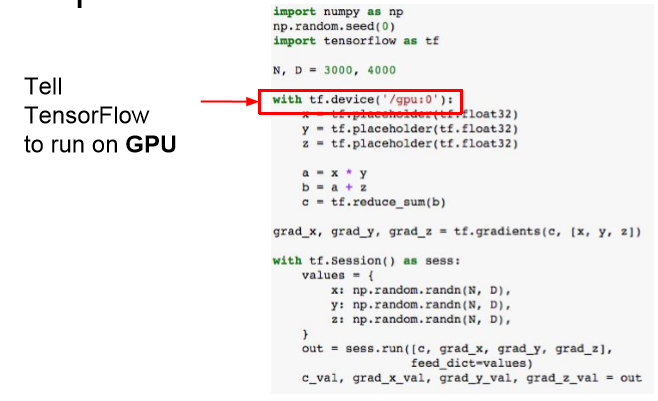 import numpy as np
np.random.seed(0)
import tensorflow as tf
N, D = 3000, 4000
Tell
TensorFlow
to run on GPU
with tf.device('/gpu:0'):
x = tf.placeholder(tf.float32)
y = tf.placeholder(tf.float32)
z = tf.placeholder(tf.float32)
a = x * y
b = a + z
c = tf.reduce_sum(b)
grad_x, grad_y, grad_z = tf.gradients(c, [x, y, z])
with tf.Session() as sess:
values = {
x: np.random.randn(N, D),
y: np.random.randn(N, D),
z: np.random.randn(N, D),
}
out = sess.run([c, grad_x, grad_y, grad_z],
feed_dict=values)
c_val, grad_x_val, grad_y_val, grad_z_val = out